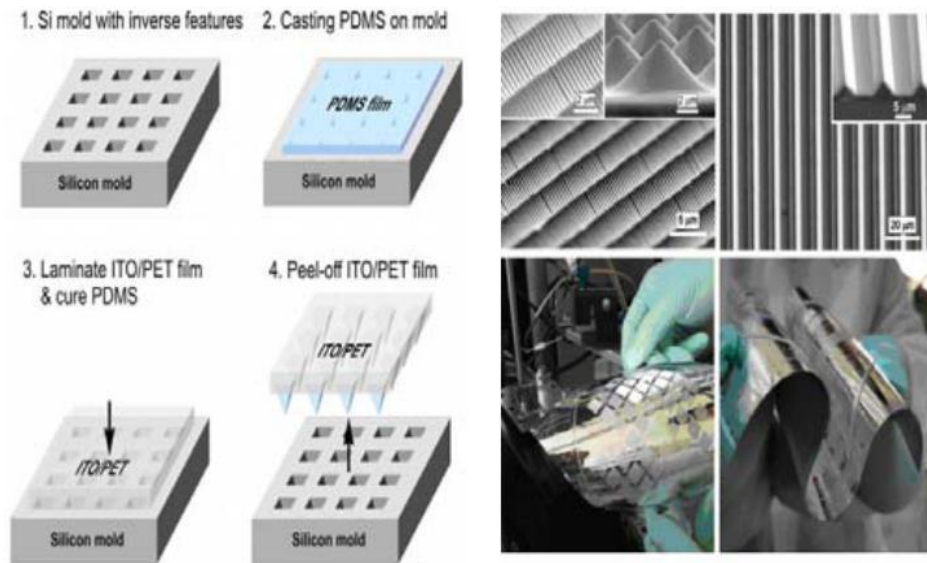 1. Si mold with inverse features
2. Casting PDMS on mold
PDMS film
Silicon mold
Silicon mold
3. Laminate ITO/PET film
& cure PDMS
4. Peel-off ITO/PET film
ITO/PET
ITO/PET
Silicon mold
Silicon mold
5 μm
20 μm